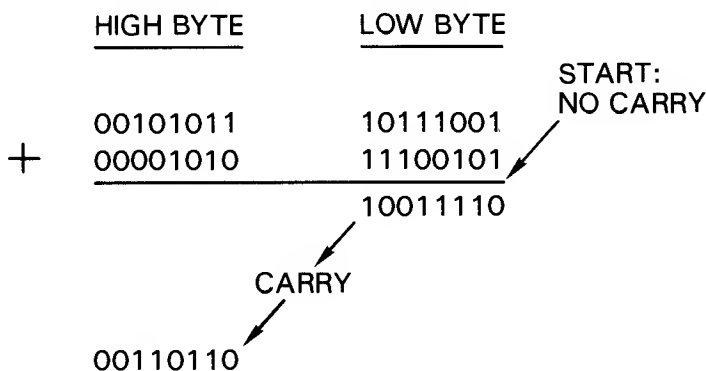 HIGH BYTE LOW BYTE
START:
NO CARRY
00101011 10111001
+ 00001010 11100101
10011110
CARRY
00110110